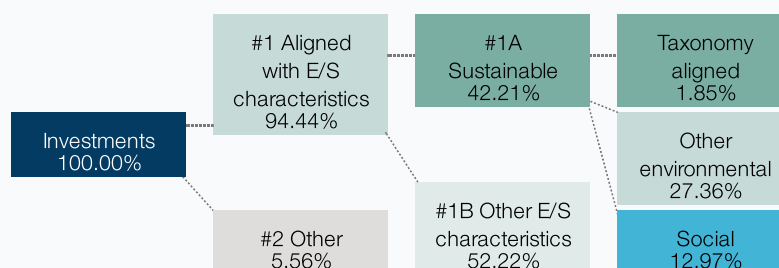 Investments
100.00%
#1 Aligned
with E/S
characteristics
94.44%
#2 Other
5.56%
#1A
Sustainable
42.21%
#1B Other E/S
characteristics
52.22%
Taxonomy
aligned
1.85%
Other
environmental
27.36%
Social
12.97%